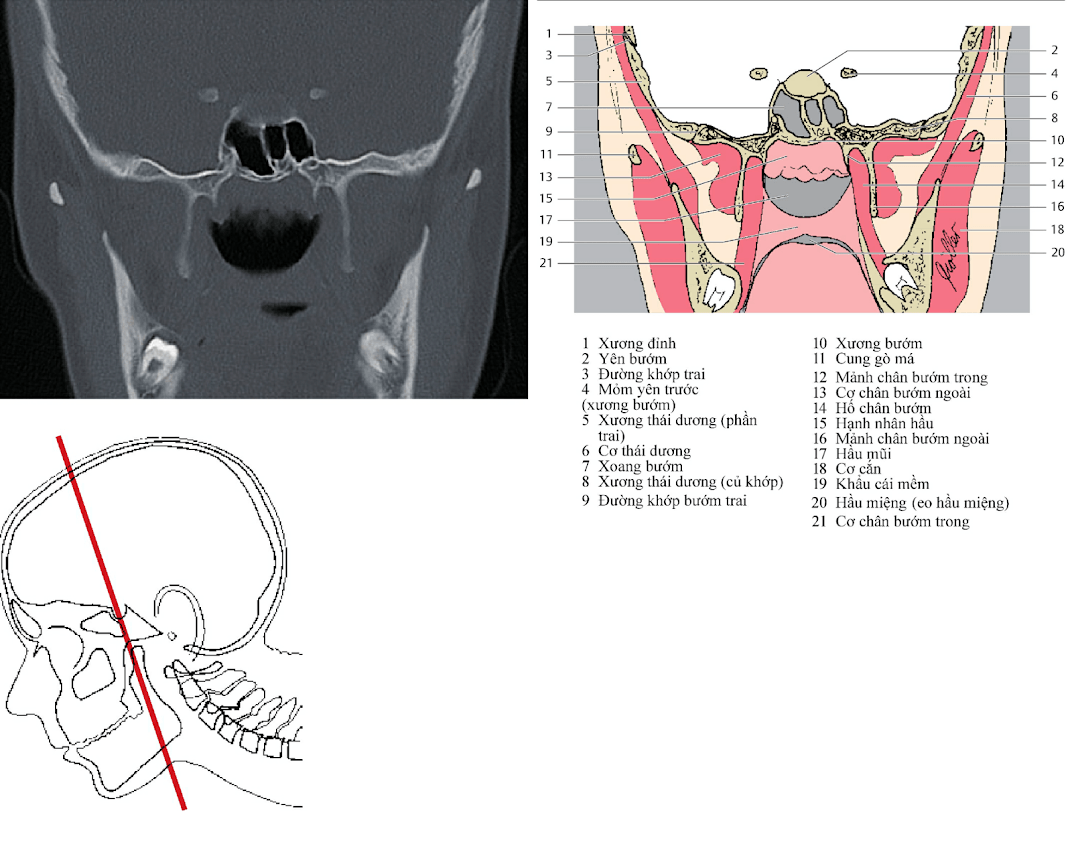 1
3
5
7
9
11
13
15
17
19
21
2
4
6
8
10
12
14
16
18
20
1 Xương đỉnh
2 Yên bướm
3 Đường khớp trai
4 Mỏm yên trước
(xương bướm)
5 Xương thái dương (phần
trai)
6 Cơ thái dương
7 Xoang bướm
8 Xương thái dương (củ khớp)
9 Đường khớp bướm trai
10 Xương bướm
11 Cung gò má
12 Mảnh chân bướm trong
13 Cơ chân bướm ngoài
14 Hố chân bướm
15 Hạnh nhân hầu
16 Mảnh chân bướm ngoài
17 Hầu mũi
18 Cơ cắn
19 Khẩu cái mềm
20 Hầu miệng (eo hầu miệng)
21 Cơ chân bướm trong